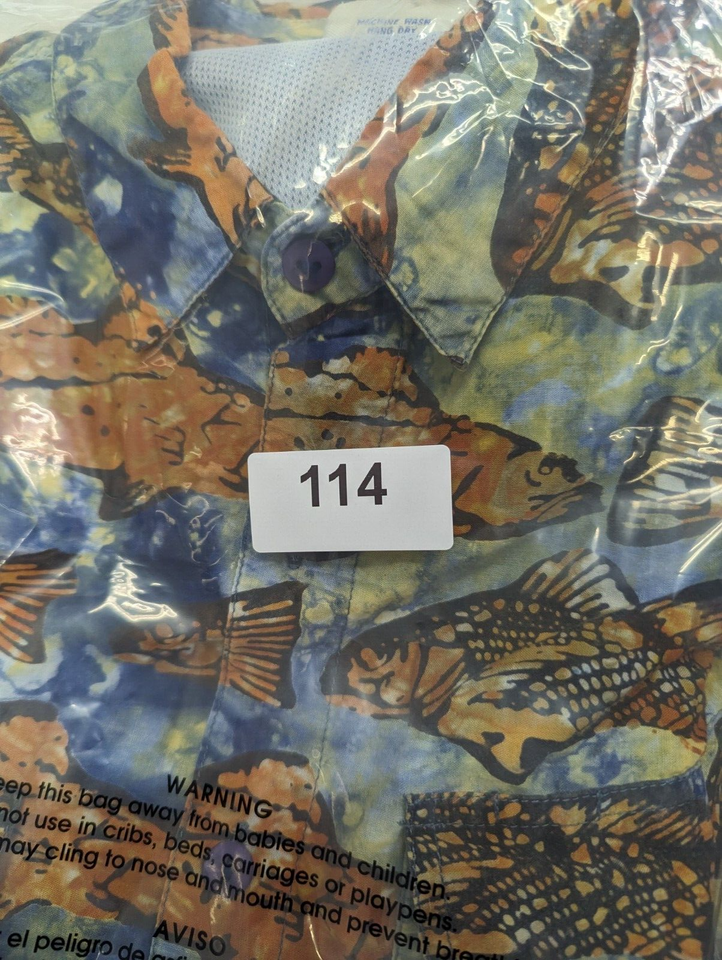 MACHINE WASH
HANG DRY
114
WARNING
eep this bag away from babies and children.
not use in cribs, beds, carriages or playpens.
may cling to nose and mouth and prevent
AVISO
el peligro de